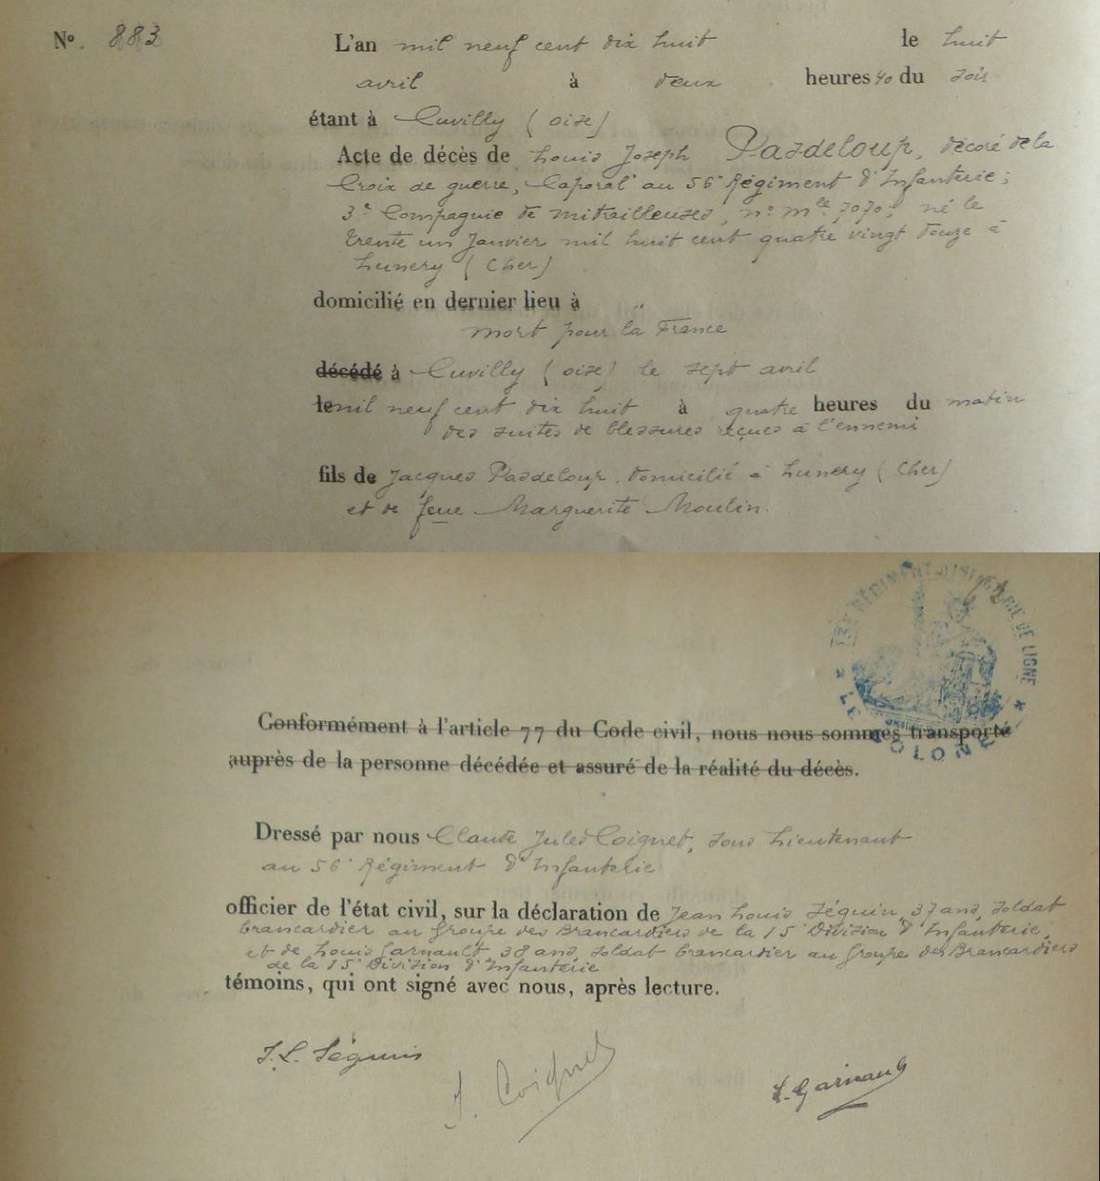 N° 883
L'an mil neuf cent dix huit le huit
avril à deux heures 40 du soir
étant à Cuvilly (oise)
Acte de décès de Louis Joseph Pasdeloup, décoré de la
Croix de guerre, Caporal au 56e Régiment d'Infanterie;
3e Compagnie de mitrailleuses, n° mle 7070; né le
trente un Janvier mil huit cent quatre vingt douze à
Lunery (Cher)
domicilié en dernier lieu à "
mort pour la France
décédé à Cuvilly (oise) le sept avril
le mil neuf cent dix huit à quatre heures du matin
des suites de blessures reçues à l'ennemi
fils de Jacques Pasdeloup, domicilié à Lunery (Cher)
et de feue Marguerite Moulin.
RÉGIMENT D'INFANTERIE DE LIGNE
Conformément à l'article 77 du Code civil, nous nous sommes transporté
auprès de la personne décédée et assuré de la réalité du décès.
Dressé par nous Claude Jules Coignet, sous Lieutenant
au 56e Régiment d'Infanterie
officier de l'état civil, sur la déclaration de Jean Louis Séguin, 37 ans, soldat
brancardier au Groupe des Brancardiers de la 15e Division d'Infanterie,
et de Louis Garnault, 38 ans, soldat brancardier au Groupe des Brancardiers
de la 15e Division d'Infanterie
témoins, qui ont signé avec nous, après lecture.
J. L. Séguin J. Coignet L. Garnault